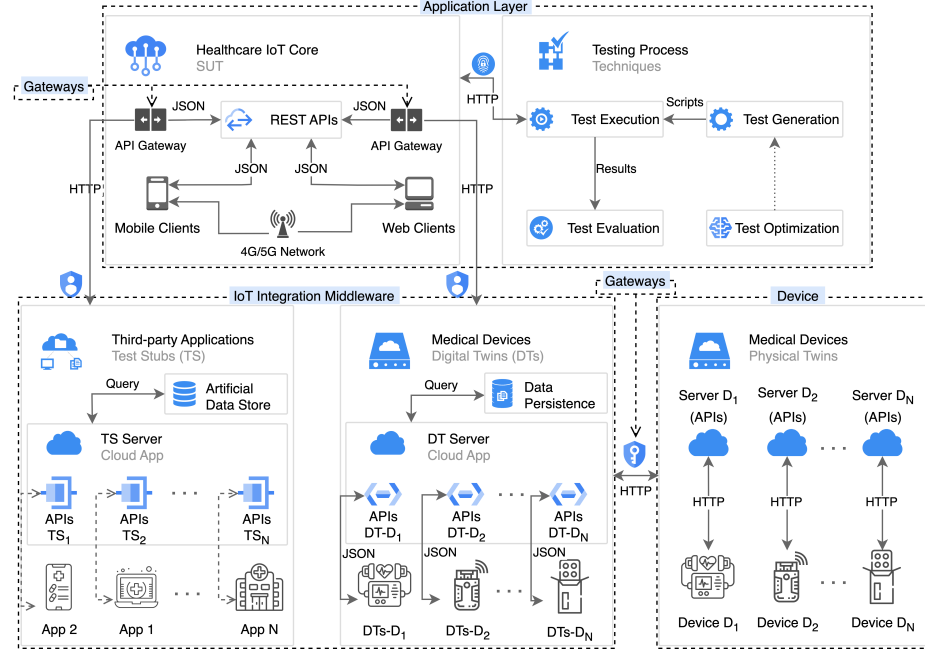 Application Layer
Healthcare IoT Core
SUT
Gateways
JSON
REST APIs
JSON
API Gateway
API Gateway
JSON
JSON
HTTP
HTTP
Mobile Clients
Web Clients
4G/5G Network
HTTP
Testing Process
Techniques
Scripts
Test Execution
Test Generation
Results
Test Evaluation
Test Optimization
IoT Integration Middleware
Third-party Applications
Test Stubs (TS)
Query
Artificial
Data Store
TS Server
Cloud App
APIs
TS1
APIs
TS2
. . .
APIs
TSN
App 2
App 1
. . .
App N
Medical Devices
Digital Twins (DTs)
Query
Data
Persistence
DT Server
Cloud App
APIs
DT-D1
APIs
DT-D2
. . .
APIs
DT-DN
JSON
JSON
JSON
DTs-D1
DTs-D2
. . .
DTs-DN
Gateways
HTTP
Device
Medical Devices
Physical Twins
Server D1
(APIs)
Server D2
(APIs)
Server DN
(APIs)
. . .
HTTP
HTTP
HTTP
. . .
Device D1
Device D2
Device DN